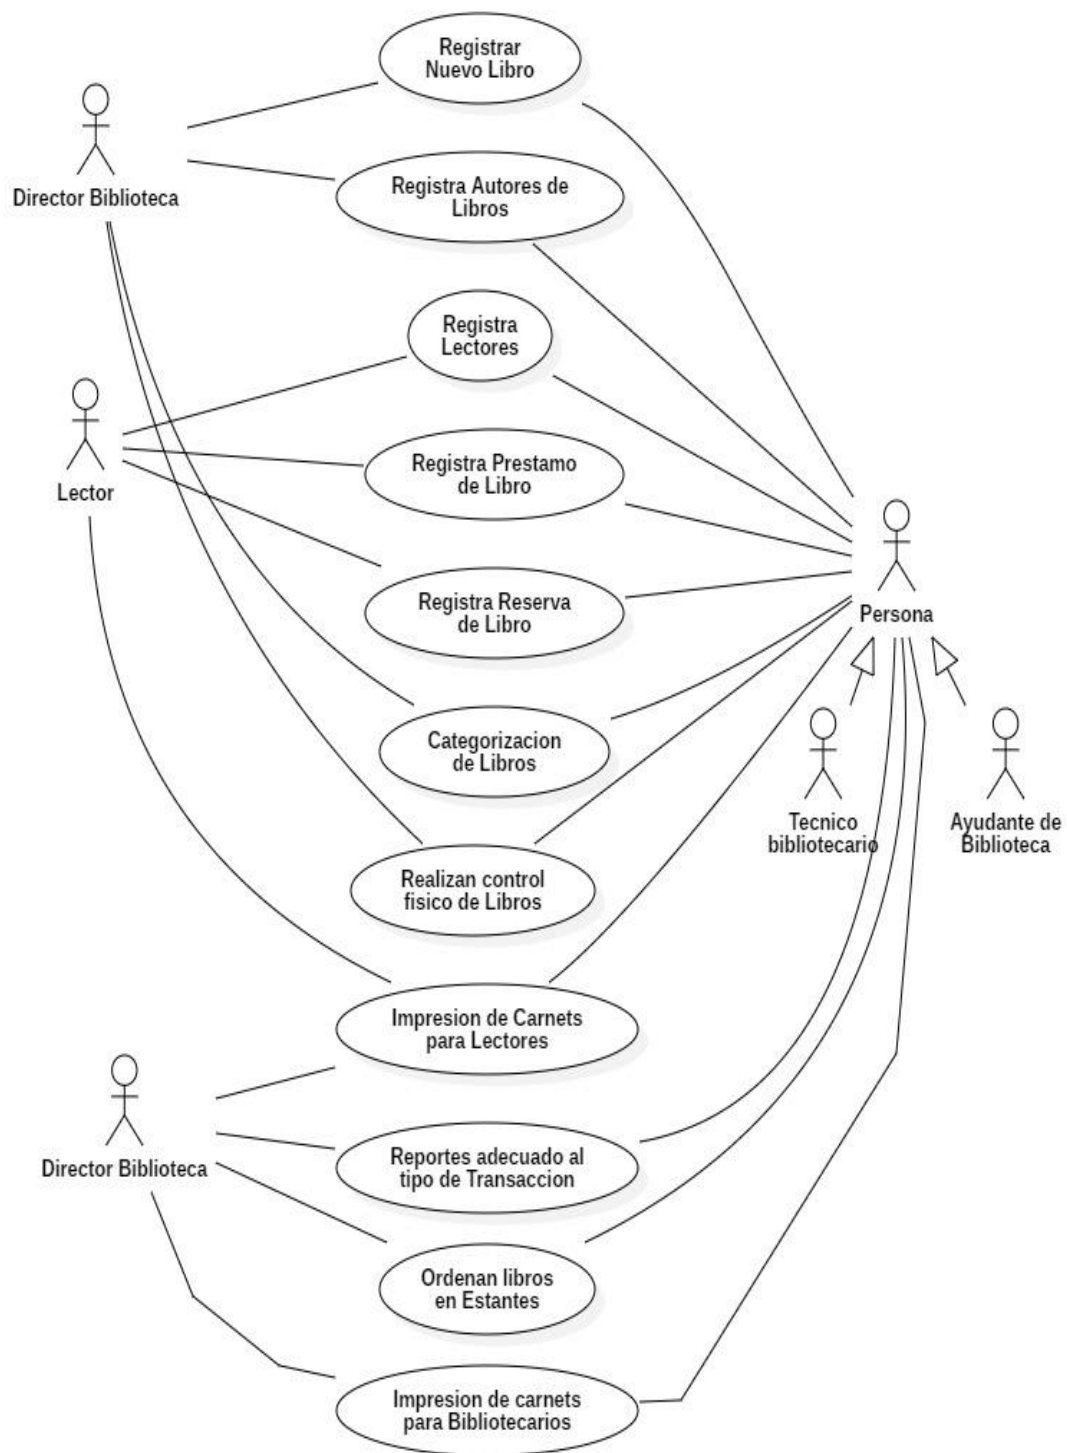 Registrar
Nuevo Libro
Director Biblioteca
Registra Autores de
Libros
Registra
Lectores
Lector
Registra Prestamo
de Libro
Registra Reserva
de Libro
Persona
Categorizacion
de Libros
Tecnico
bibliotecario
Ayudante de
Biblioteca
Realizan control
fisico de Libros
Impresion de Carnets
para Lectores
Director Biblioteca
Reportes adecuado al
tipo de Transaccion
Ordenan libros
en Estantes
Impresion de carnets
para Bibliotecarios